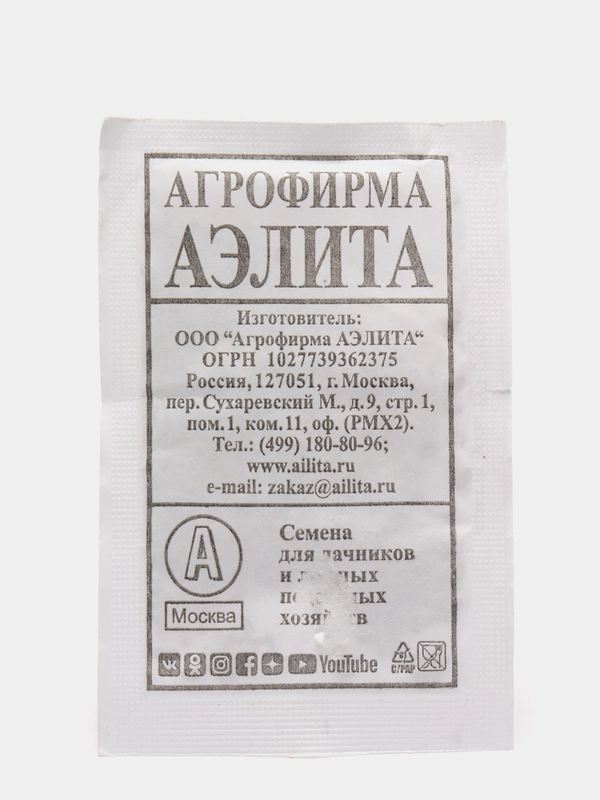 АГРОФИРМА
АЭЛИТА
Изготовитель:
ООО “Агрофирма АЭЛИТА“
ОГРН 1027739362375
Россия, 127051, г. Москва,
пер. Сухаревский М., д. 9, стр. 1,
пом. 1, ком. 11, оф. (РМХ2).
Тел.: (499) 180-80-96;
www.ailita.ru
e-mail: zakaz@ailita.ru
А
Москва
Семена
для дачников
и
хозяйств
YouTube
C/PAP